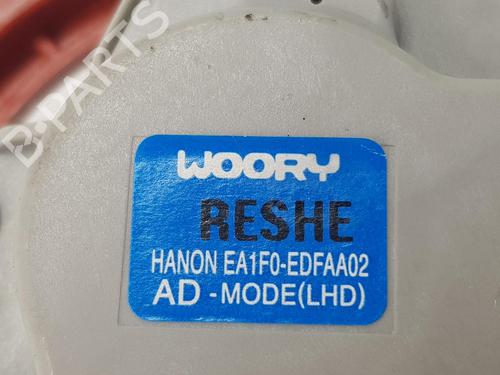 B-PARTS
WOORY
RESHE
HANON EA1F0-EDFAA02
AD - MODE(LHD)